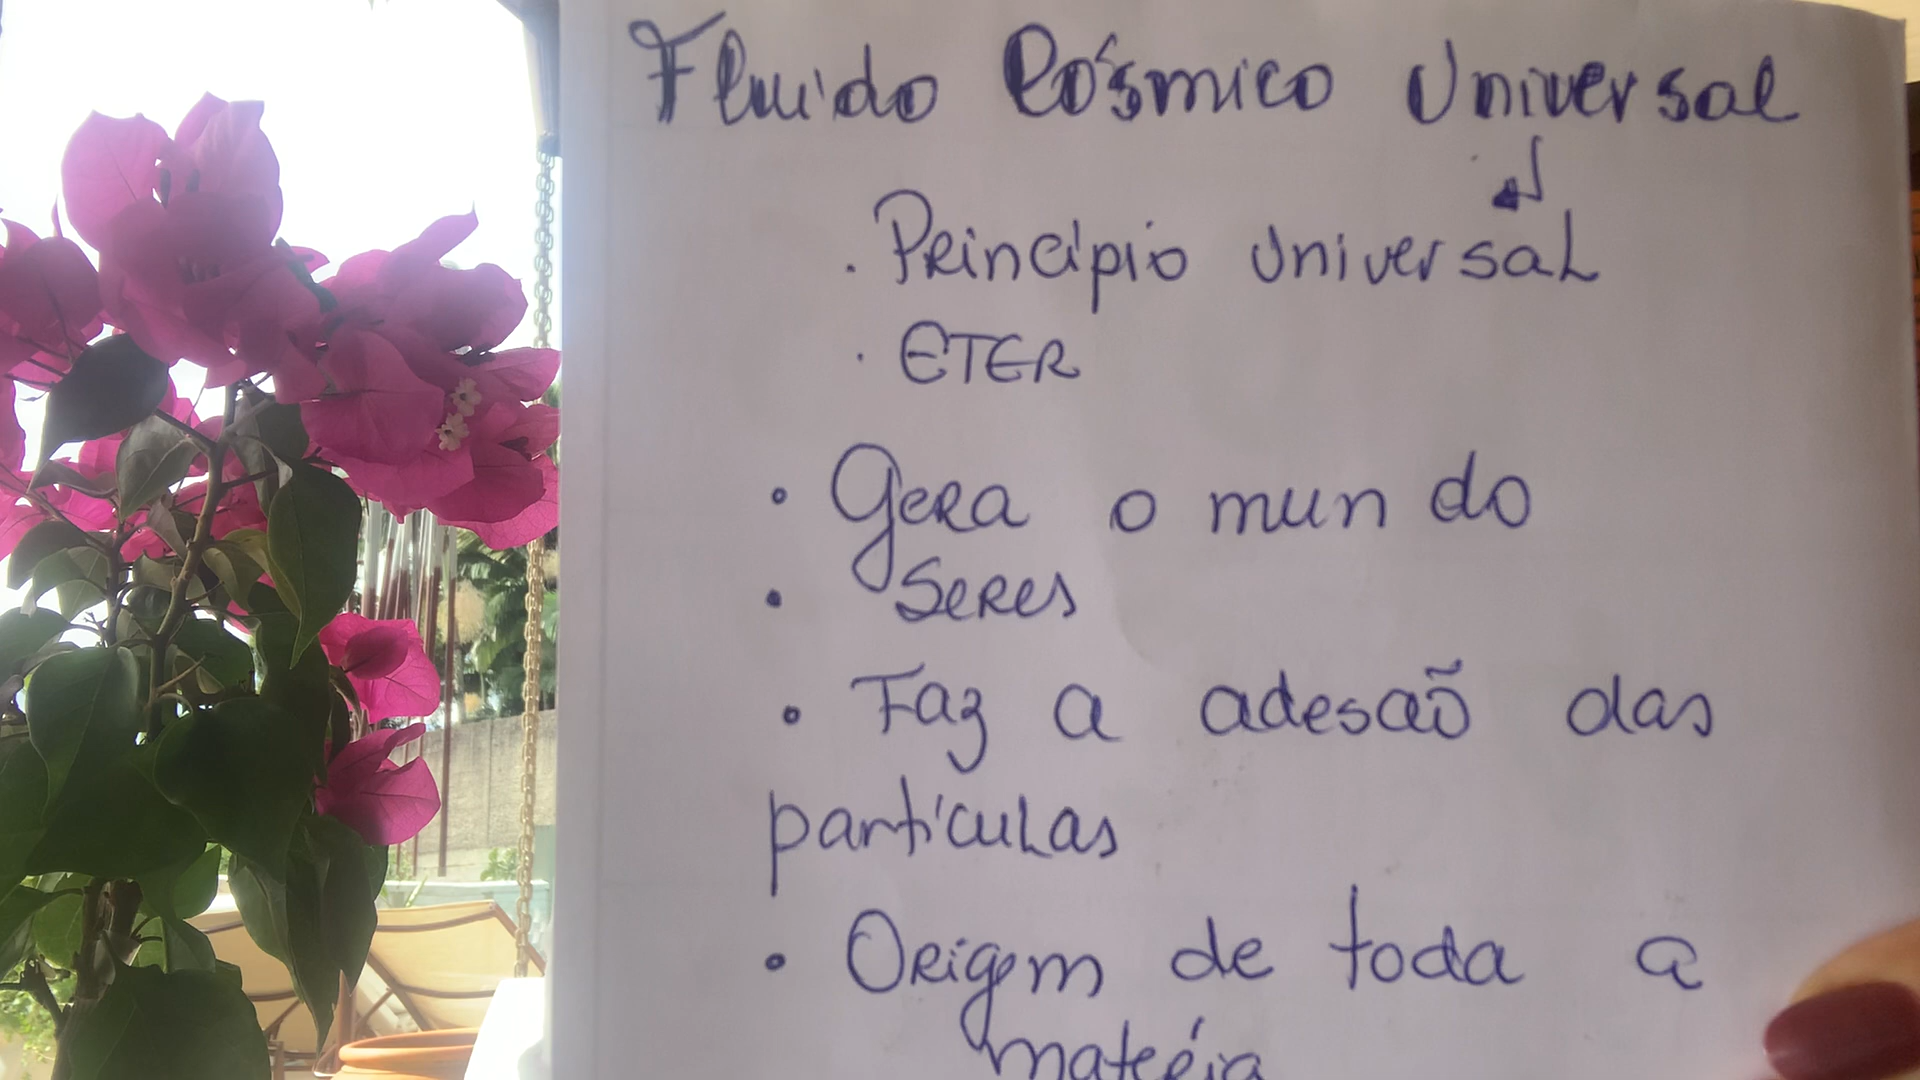 Fluido Cósmico Universal
. Princípio Universal
. ETER
• Gera o mundo
• Seres
• Faz a adesão das
partículas
• Origem de toda a
matéria